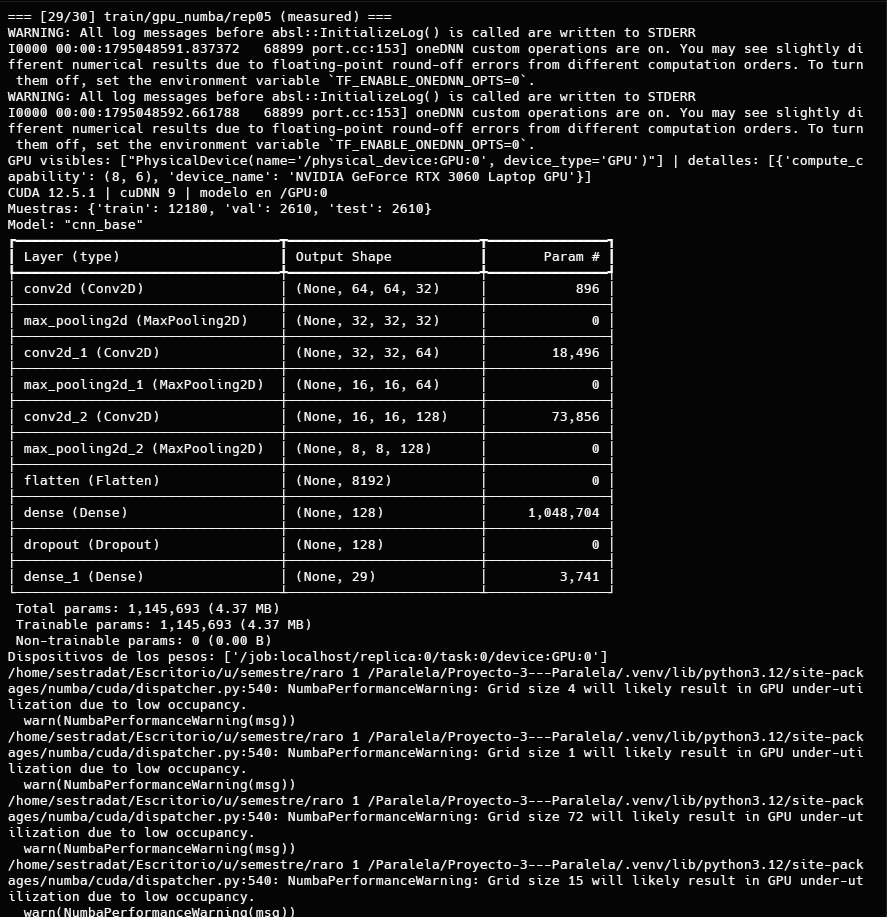 === [29/30] train/gpu_numba/rep05 (measured) ===
WARNING: All log messages before absl::InitializeLog() is called are written to STDERR
I0000 00:00:1795048591.837372   68899 port.cc:153] oneDNN custom operations are on. You may see slightly di
fferent numerical results due to floating-point round-off errors from different computation orders. To turn
 them off, set the environment variable `TF_ENABLE_ONEDNN_OPTS=0`.
WARNING: All log messages before absl::InitializeLog() is called are written to STDERR
I0000 00:00:1795048592.661788   68899 port.cc:153] oneDNN custom operations are on. You may see slightly di
fferent numerical results due to floating-point round-off errors from different computation orders. To turn
 them off, set the environment variable `TF_ENABLE_ONEDNN_OPTS=0`.
GPU visibles: ["PhysicalDevice(name='/physical_device:GPU:0', device_type='GPU')"] | detalles: [{'compute_c
apability': (8, 6), 'device_name': 'NVIDIA GeForce RTX 3060 Laptop GPU'}]
CUDA 12.5.1 | cuDNN 9 | modelo en /GPU:0
Muestras: {'train': 12180, 'val': 2610, 'test': 2610}
Model: "cnn_base"
Layer (type) Output Shape Param #
conv2d (Conv2D) (None, 64, 64, 32) 896
max_pooling2d (MaxPooling2D) (None, 32, 32, 32) 0
conv2d_1 (Conv2D) (None, 32, 32, 64) 18,496
max_pooling2d_1 (MaxPooling2D) (None, 16, 16, 64) 0
conv2d_2 (Conv2D) (None, 16, 16, 128) 73,856
max_pooling2d_2 (MaxPooling2D) (None, 8, 8, 128) 0
flatten (Flatten) (None, 8192) 0
dense (Dense) (None, 128) 1,048,704
dropout (Dropout) (None, 128) 0
dense_1 (Dense) (None, 29) 3,741
 Total params: 1,145,693 (4.37 MB)
 Trainable params: 1,145,693 (4.37 MB)
 Non-trainable params: 0 (0.00 B)
Dispositivos de los pesos: ['/job:localhost/replica:0/task:0/device:GPU:0']
/home/sestradat/Escritorio/u/semestre/raro 1 /Paralela/Proyecto-3---Paralela/.venv/lib/python3.12/site-pack
ages/numba/cuda/dispatcher.py:540: NumbaPerformanceWarning: Grid size 4 will likely result in GPU under-uti
lization due to low occupancy.
  warn(NumbaPerformanceWarning(msg))
/home/sestradat/Escritorio/u/semestre/raro 1 /Paralela/Proyecto-3---Paralela/.venv/lib/python3.12/site-pack
ages/numba/cuda/dispatcher.py:540: NumbaPerformanceWarning: Grid size 1 will likely result in GPU under-uti
lization due to low occupancy.
  warn(NumbaPerformanceWarning(msg))
/home/sestradat/Escritorio/u/semestre/raro 1 /Paralela/Proyecto-3---Paralela/.venv/lib/python3.12/site-pack
ages/numba/cuda/dispatcher.py:540: NumbaPerformanceWarning: Grid size 72 will likely result in GPU under-ut
ilization due to low occupancy.
  warn(NumbaPerformanceWarning(msg))
/home/sestradat/Escritorio/u/semestre/raro 1 /Paralela/Proyecto-3---Paralela/.venv/lib/python3.12/site-pack
ages/numba/cuda/dispatcher.py:540: NumbaPerformanceWarning: Grid size 15 will likely result in GPU under-ut
ilization due to low occupancy.
  warn(NumbaPerformanceWarning(msg))